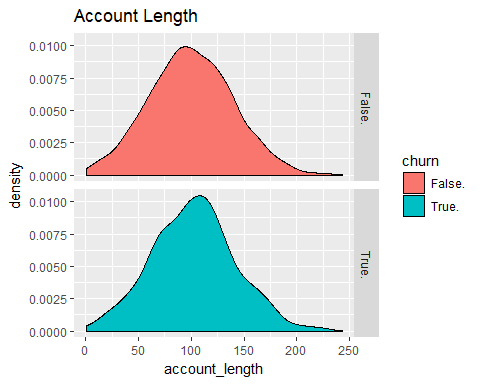 Account Length
0.0100
0.0075
0.0050
0.0025
0.0000
False.
0.0100
0.0075
0.0050
0.0025
0.0000
True.
density
0 50 100 150 200 250
account_length
churn
False.
True.